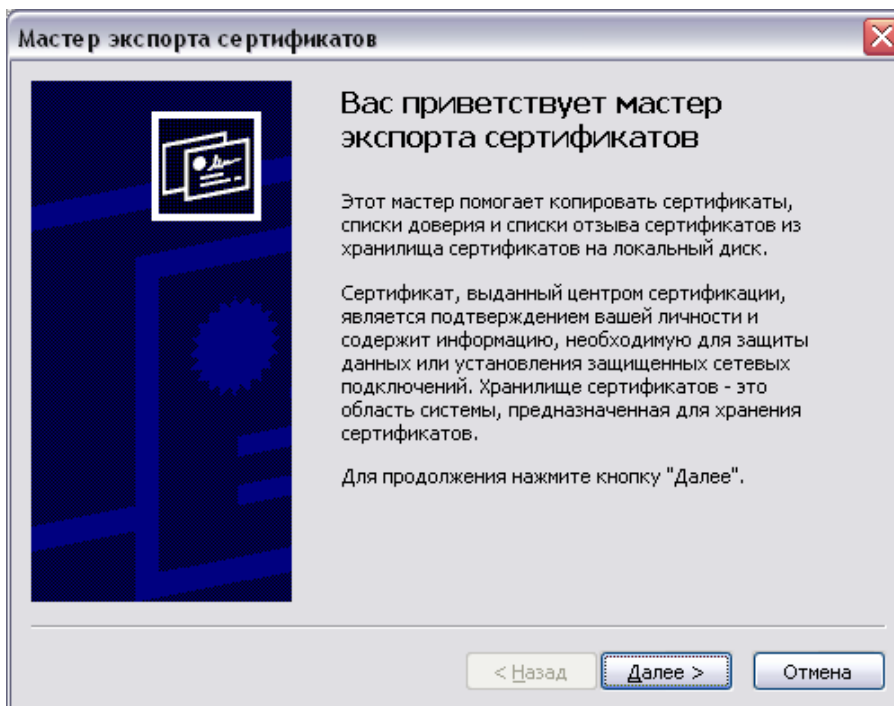 Мастер экспорта сертификатов
Вас приветствует мастер
экспорта сертификатов
Этот мастер помогает копировать сертификаты,
списки доверия и списки отзыва сертификатов из
хранилища сертификатов на локальный диск.
Сертификат, выданный центром сертификации,
является подтверждением вашей личности и
содержит информацию, необходимую для защиты
данных или установления защищенных сетевых
подключений. Хранилище сертификатов - это
область системы, предназначенная для хранения
сертификатов.
Для продолжения нажмите кнопку "Далее".
< Назад
Далее >
Отмена